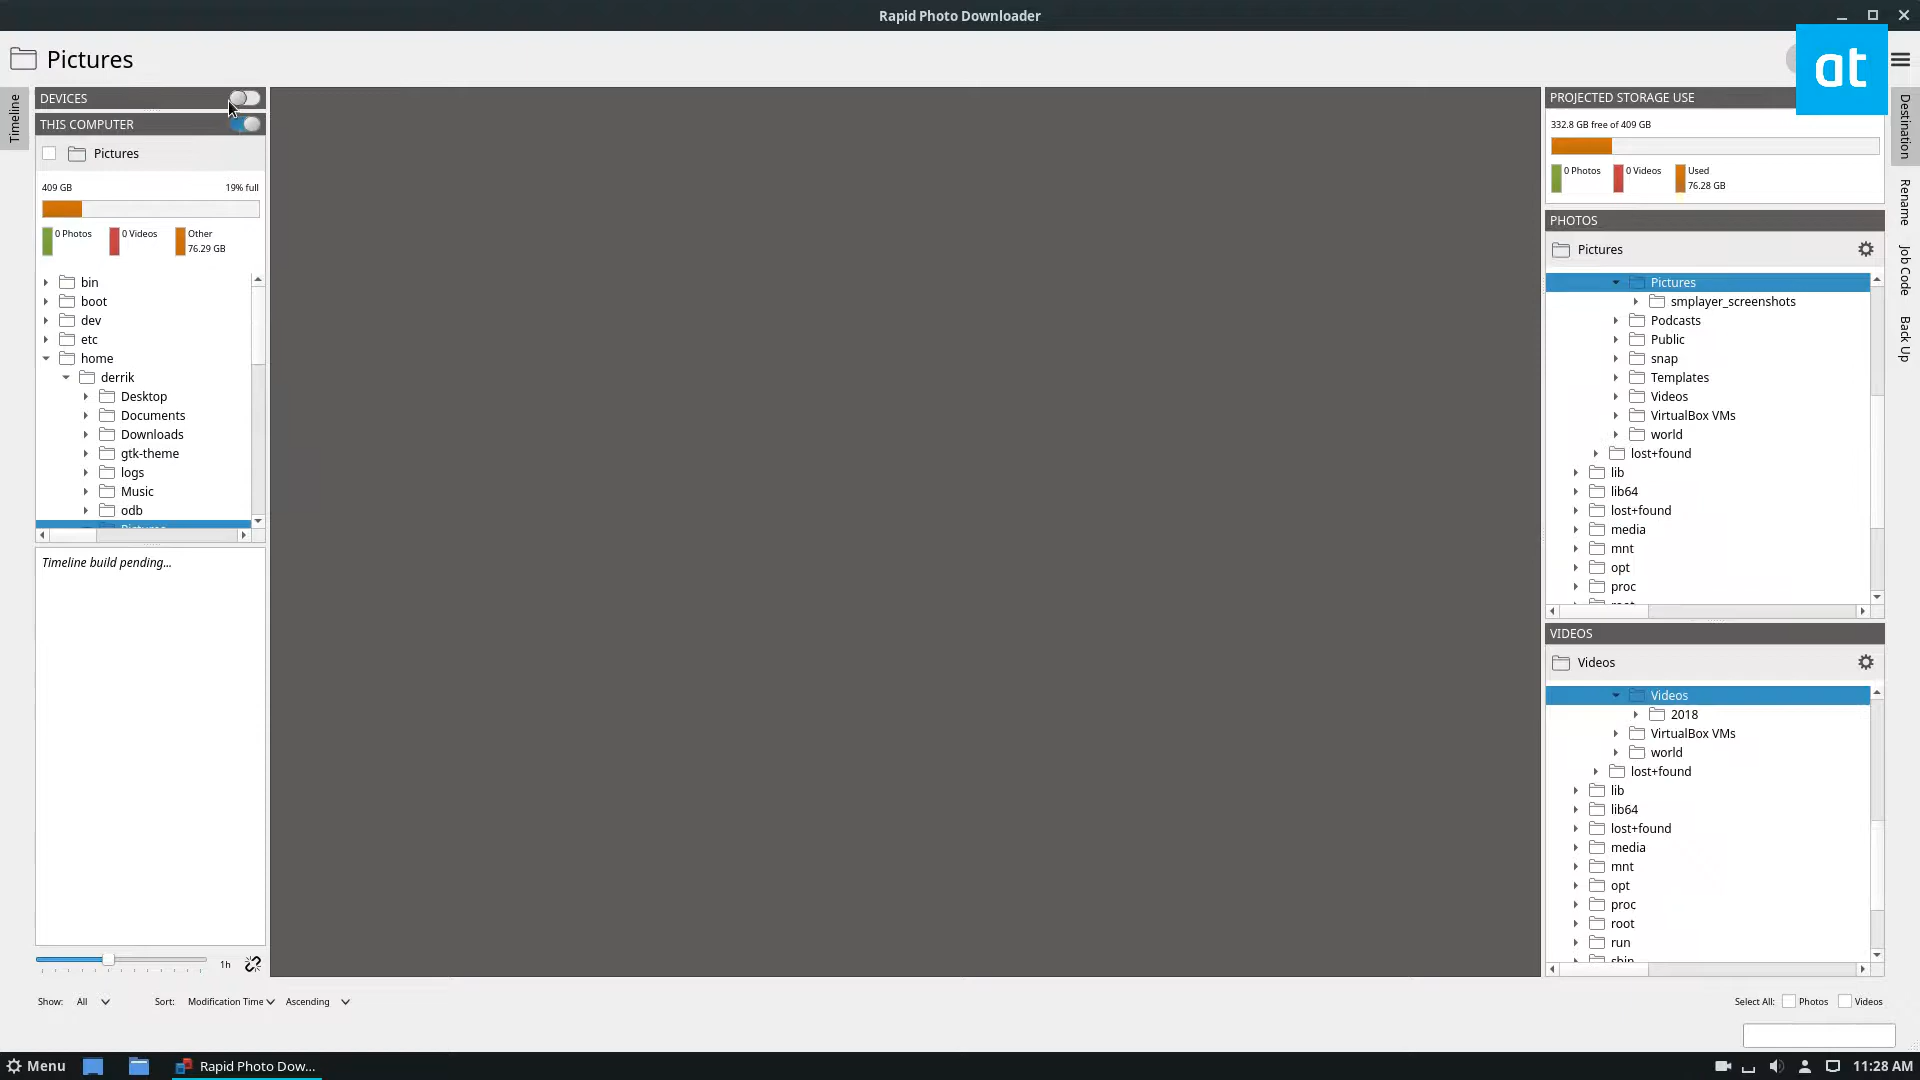 Rapid Photo Downloader
Pictures
at
Timeline
DEVICES
THIS COMPUTER
Pictures
409 GB 19% full
0 Photos 0 Videos Other
76.29 GB
bin
boot
dev
etc
home
derrik
Desktop
Documents
Downloads
gtk-theme
logs
Music
odb
Pictures
Timeline build pending...
1h
PROJECTED STORAGE USE
332.8 GB free of 409 GB
0 Photos 0 Videos Used
76.28 GB
PHOTOS
Pictures
Pictures
smplayer_screenshots
Podcasts
Public
snap
Templates
Videos
VirtualBox VMs
world
lost+found
lib
lib64
lost+found
media
mnt
opt
proc
VIDEOS
Videos
Videos
2018
VirtualBox VMs
world
lost+found
lib
lib64
lost+found
media
mnt
opt
proc
root
run
sbin
Destination
Rename
Job Code
Back Up
Show: All Sort: Modification Time Ascending Select All: Photos Videos
Menu Rapid Photo Dow... 11:28 AM